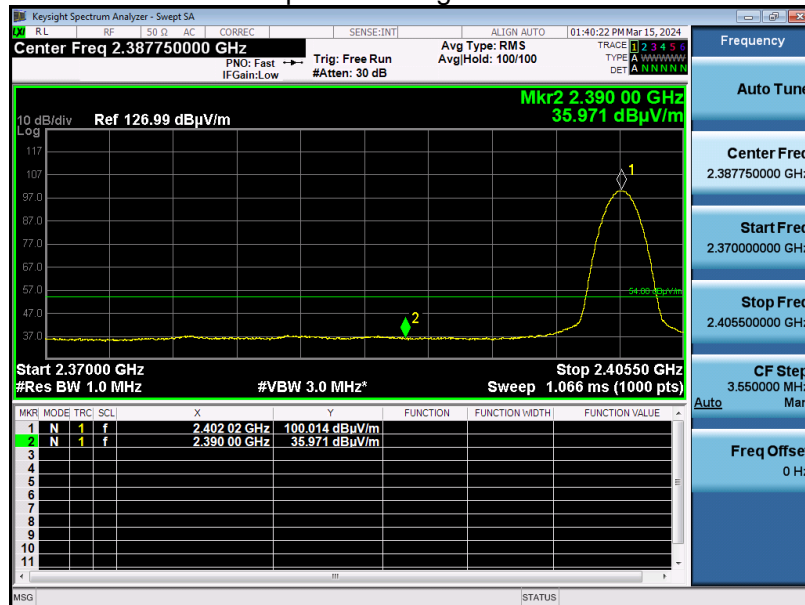 Keysight Spectrum Analyzer - Swept SA
LXI RL RF 50 Ω AC CORREC SENSE:INT ALIGN AUTO 01:40:22 PM Mar 15, 2024
Center Freq 2.387750000 GHz
PNO: Fast
IFGain:Low
Trig: Free Run
#Atten: 30 dB
Avg Type: RMS
Avg|Hold: 100/100
TRACE 1 2 3 4 5 6
TYPE A WWWWW
DET A N N N N N
Mkr2 2.390 00 GHz
35.971 dBµV/m
10 dB/div Ref 126.99 dBµV/m
Log
117
107
97.0
87.0
77.0
67.0
57.0
47.0
37.0
1
2
54.00 dBµV/m
Start 2.37000 GHz Stop 2.40550 GHz
#Res BW 1.0 MHz #VBW 3.0 MHz* Sweep 1.066 ms (1000 pts)
MKR MODE TRC SCL X Y FUNCTION FUNCTION WIDTH FUNCTION VALUE
1 N 1 f 2.402 02 GHz 100.014 dBµV/m
2 N 1 f 2.390 00 GHz 35.971 dBµV/m
3
4
5
6
7
8
9
10
11
MSG STATUS
Frequency
Auto Tune
Center Freq
2.387750000 GHz
Start Freq
2.370000000 GHz
Stop Freq
2.405500000 GHz
CF Step
3.550000 MHz
Auto Man
Freq Offset
0 Hz